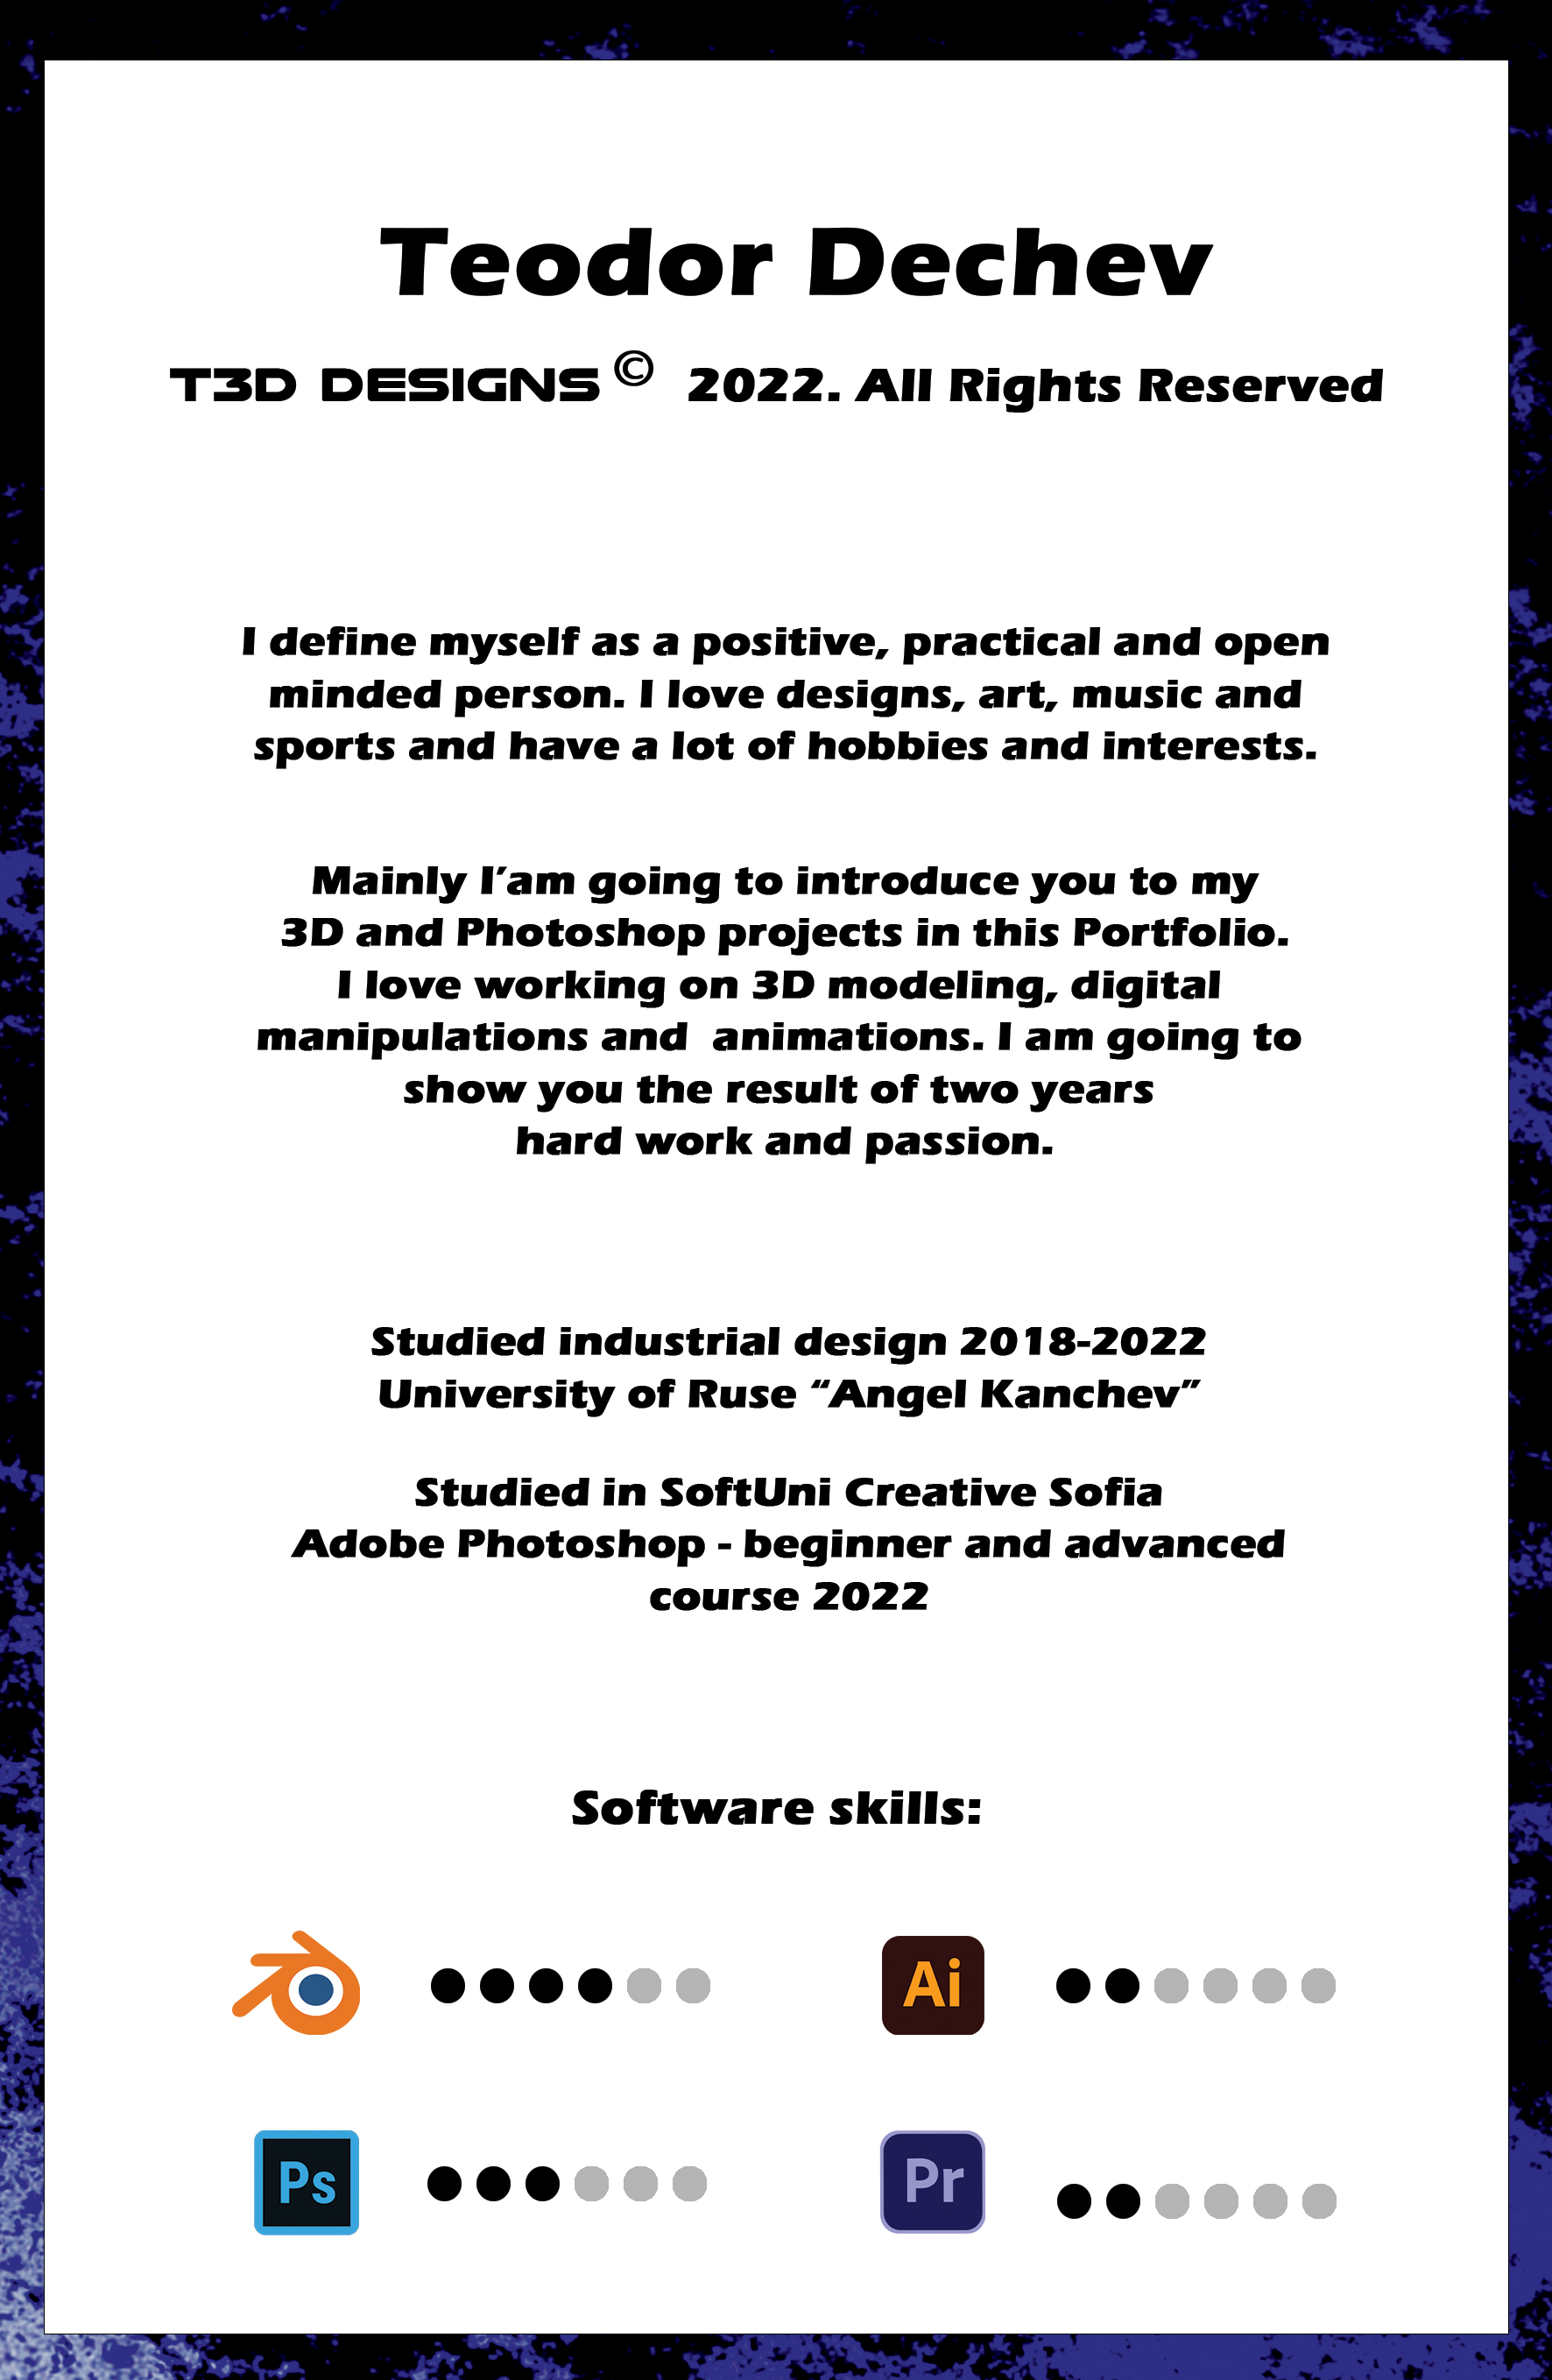 Teodor Dechev
T3D DESIGNS © 2022. All Rights Reserved
I define myself as a positive, practical and open
minded person. I love designs, art, music and
sports and have a lot of hobbies and interests.
Mainly I’am going to introduce you to my
3D and Photoshop projects in this Portfolio.
I love working on 3D modeling, digital
manipulations and  animations. I am going to
show you the result of two years
hard work and passion.
Studied industrial design 2018-2022
University of Ruse “Angel Kanchev”
Studied in SoftUni Creative Sofia
Adobe Photoshop - beginner and advanced
course 2022
Software skills:
Ai
Ps
Pr